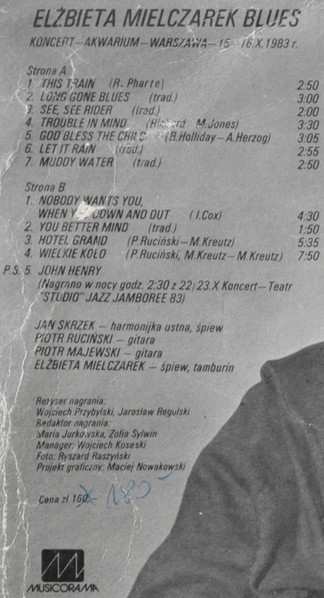 ELŻBIETA MIELCZAREK BLUES
KONCERT—AKWARIUM—WARSZAWA—15—16.X.1983 r.
Strona A
1. THIS TRAIN (R. Pharte) 2:50
2. LONG GONE BLUES (trad.) 3:00
3. SEE, SEE RIDER (trad.) 2:00
4. TROUBLE IN MIND (Richard M.Jones) 3:30
5. GOD BLESS THE CHILD (B.Holliday—A.Herzog) 3:05
6. LET IT RAIN (trad.) 2:55
7. MUDDY WATER (trad.) 2:50
Strona B
1. NOBODY WANTS YOU,
WHEN YOU DOWN AND OUT (I.Cox) 4:30
2. YOU BETTER MIND (trad.) 1:50
3. HOTEL GRAND (P.Ruciński—M.Kreutz) 5:35
4. WIELKIE KOŁO (P.Ruciński, M.Kreutz—M.Kreutz) 7:50
P.S. 5. JOHN HENRY
(Nagrano w nocy godz. 2:30 z 22/23.X Koncert—Teatr
"STUDIO" JAZZ JAMBOREE 83)
JAN SKRZEK — harmonijka ustna, śpiew
PIOTR RUCIŃSKI — gitara
PIOTR MAJEWSKI — gitara
ELŻBIETA MIELCZAREK — śpiew, tamburin
Reżyser nagrania:
Wojciech Przybylski, Jarosław Regulski
Redaktor nagrania:
Maria Jurkowska, Zofia Sylwin
Manager: Wojciech Koseski
Foto: Ryszard Raszyński
Projekt graficzny: Maciej Nowakowski
Cena zł 160
MUSICORAMA